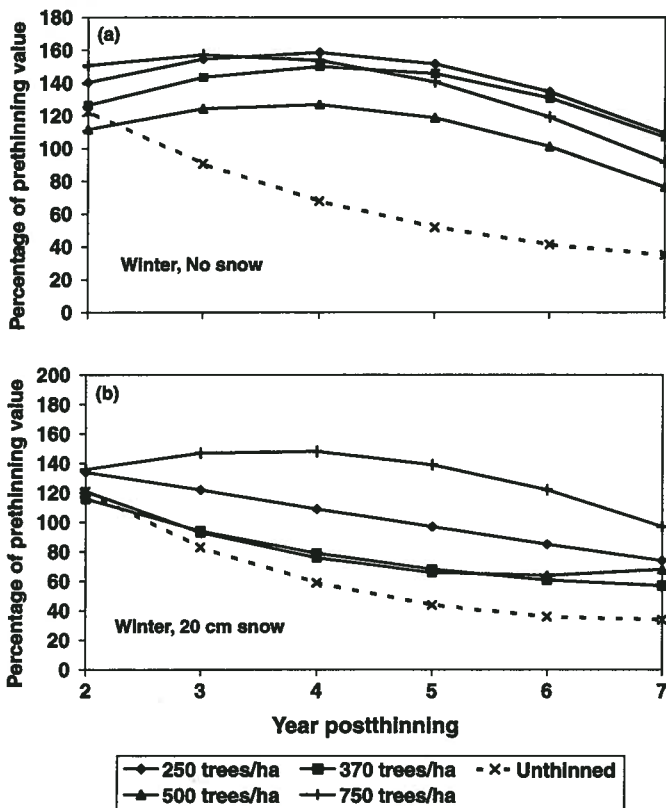 Percentage of prethinning value
180
160
140
120
100
80
60
40
20
0
(a)
Winter, No snow
Percentage of prethinning value
200
180
160
140
120
100
80
60
40
20
0
(b)
Winter, 20 cm snow
2 3 4 5 6 7
Year postthinning
250 trees/ha 370 trees/ha Unthinned
500 trees/ha 750 trees/ha